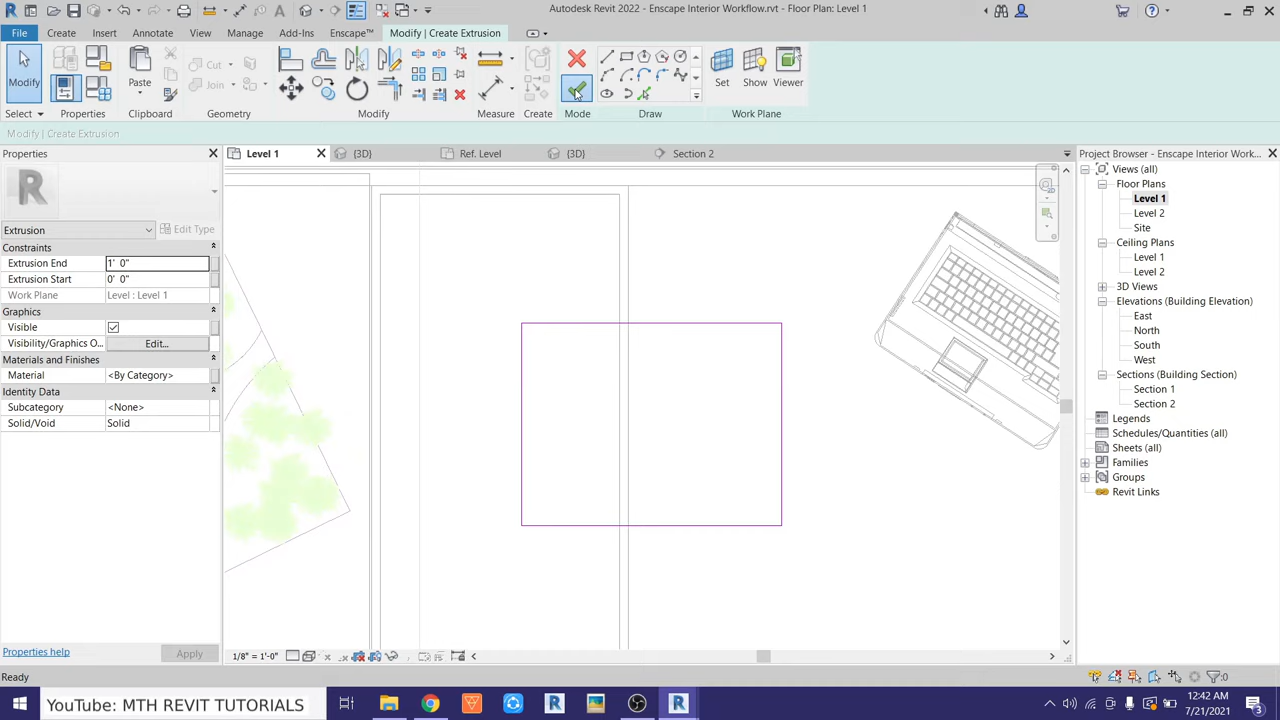 Autodesk Revit 2022 - Enscape Interior Workflow.rvt - Floor Plan: Level 1
File Create Insert Annotate View Manage Add-Ins Enscape™ Modify | Create Extrusion
Modify Paste Cut Join Create Set Show Viewer
Select Properties Clipboard Geometry Modify Measure Create Mode Draw Work Plane
Modify | Create Extrusion
Properties
Level 1 {3D} Ref. Level {3D} Section 2
Extrusion Edit Type
Constraints
Extrusion End 1' 0"
Extrusion Start 0' 0"
Work Plane Level : Level 1
Graphics
Visible
Visibility/Graphics O... Edit...
Materials and Finishes
Material <By Category>
Identity Data
Subcategory <None>
Solid/Void Solid
Properties help Apply
1/8" = 1'-0"
Project Browser - Enscape Interior Work...
Views (all)
Floor Plans
Level 1
Level 2
Site
Ceiling Plans
Level 1
Level 2
3D Views
Elevations (Building Elevation)
East
North
South
West
Sections (Building Section)
Section 1
Section 2
Legends
Schedules/Quantities (all)
Sheets (all)
Families
Groups
Revit Links
Ready
:0
YouTube: MTH REVIT TUTORIALS
12:42 AM
7/21/2021